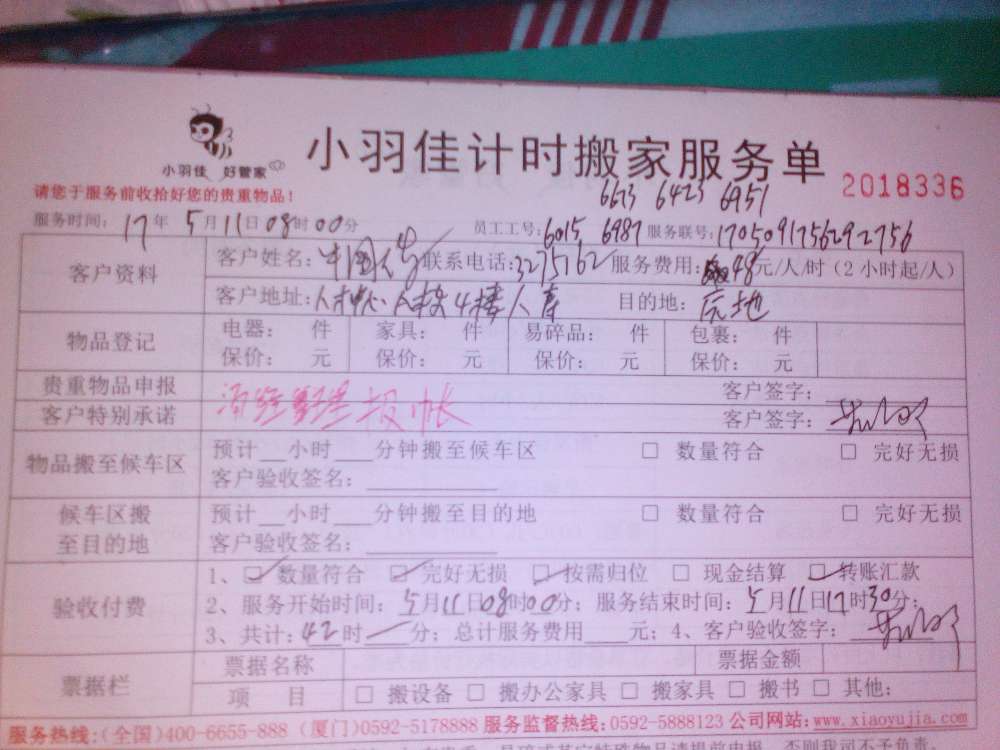 小羽佳 好管家
小羽佳计时搬家服务单
2018336
请您于服务前收拾好您的贵重物品!
6673 6423 6951
服务时间: 17年 5月11日08时00分 员工工号: 6015 6987 服务联号: 1705091756292756
客户资料 客户姓名: 中国 联系电话: 2275162 服务费用: 48元/人/时(2小时起/人)
客户地址: 4楼 目的地: 原地
物品登记 电器: 件 家具: 件 易碎品: 件 包裹: 件
保价: 元 保价: 元 保价: 元 保价: 元
贵重物品申报 客户签字:
客户特别承诺 客户签字:
物品搬至候车区 预计 小时 分钟搬至候车区 □ 数量符合 □ 完好无损
客户验收签名:
候车区搬至目的地 预计 小时 分钟搬至目的地 □ 数量符合 □ 完好无损
客户验收签名:
验收付费 1、☑ 数量符合 ☑ 完好无损 ☑ 按需归位 □ 现金结算 ☑ 转账汇款
2、服务开始时间: 5月11日08时00分; 服务结束时间: 5月11日17时30分;
3、共计: 42时 分; 总计服务费用 元; 4、客户验收签字:
票据栏 票据名称 票据金额
项 目 □ 搬设备 □ 搬办公家具 □ 搬家具 □ 搬书 □ 其他:
服务热线:(全国)400-6655-888 (厦门)0592-5178888 服务监督热线: 0592-5888123 公司网站: www.xiaoyujia.com